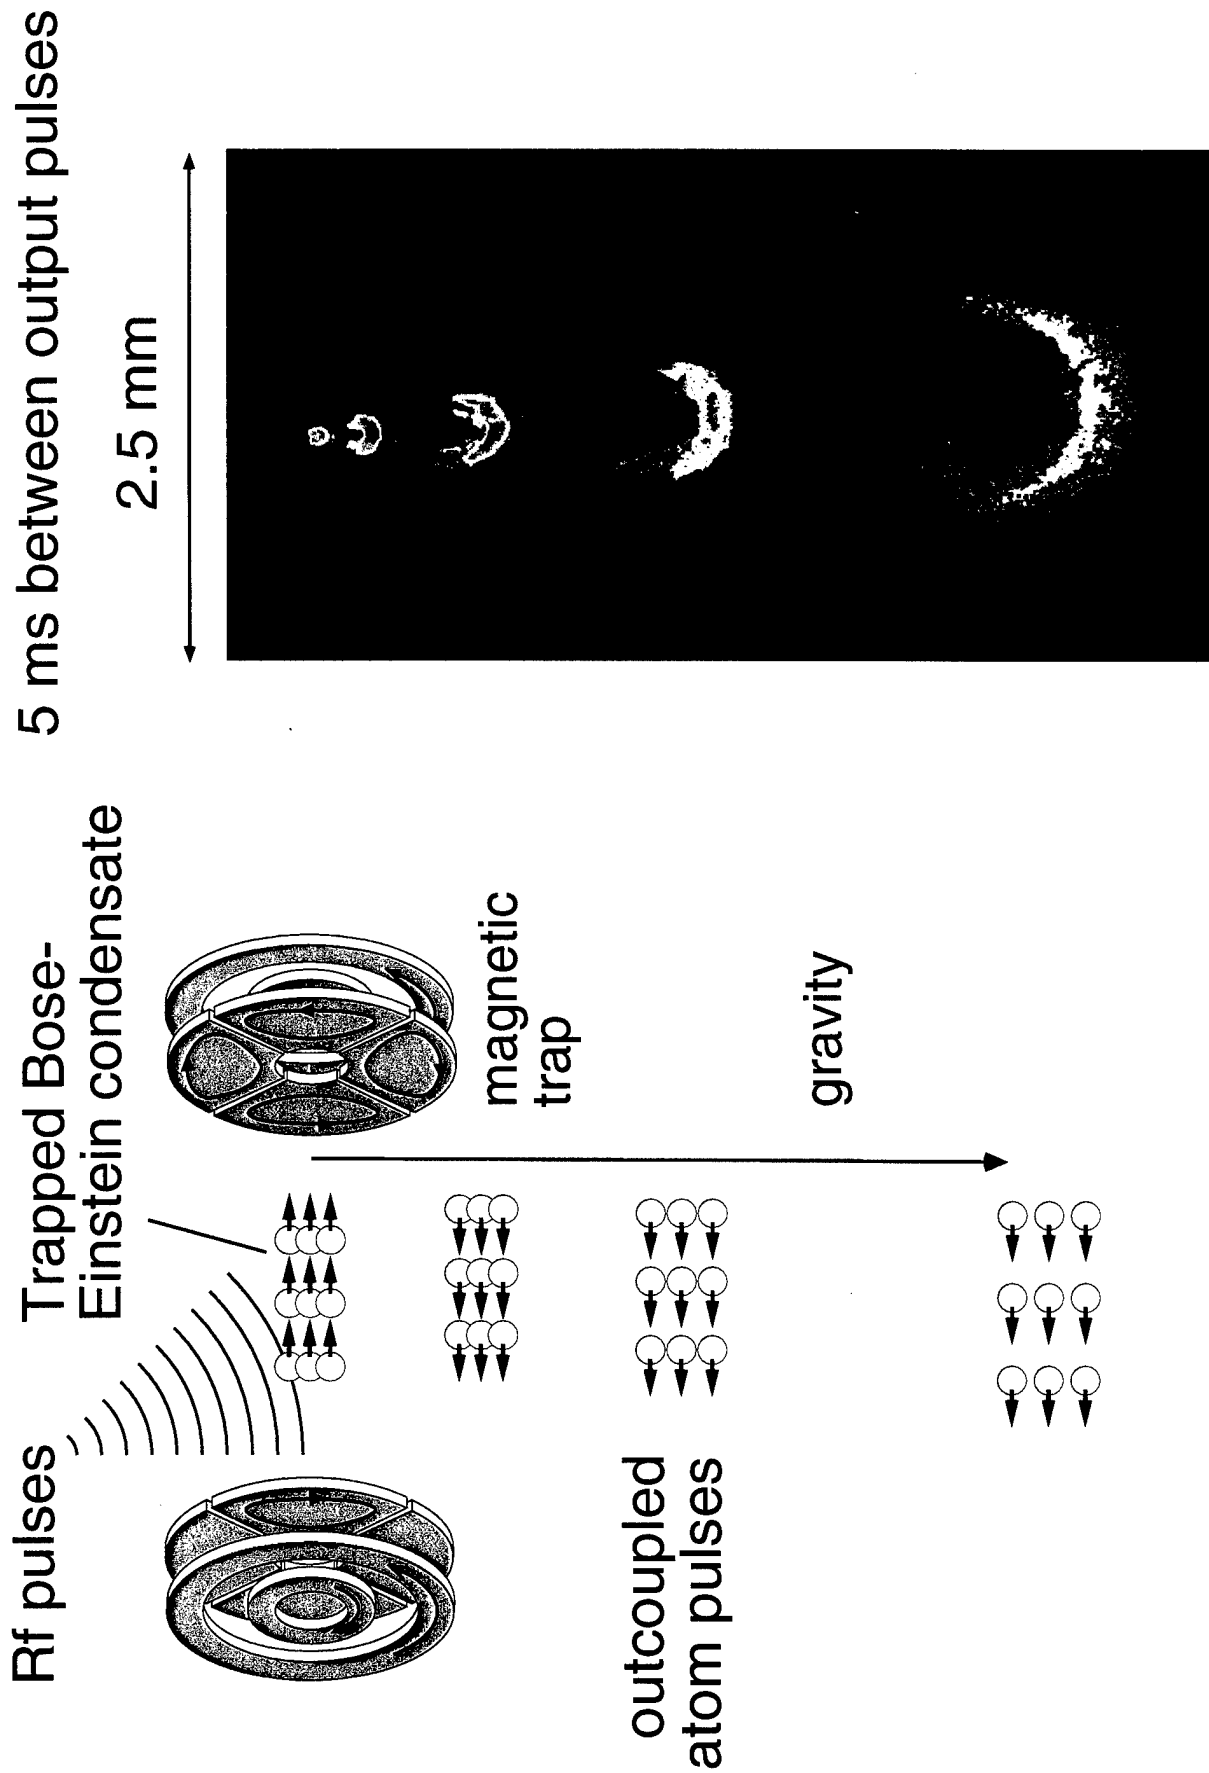 Rf pulses
Trapped Bose-
Einstein condensate
magnetic
trap
gravity
outcoupled
atom pulses
5 ms between output pulses
2.5 mm